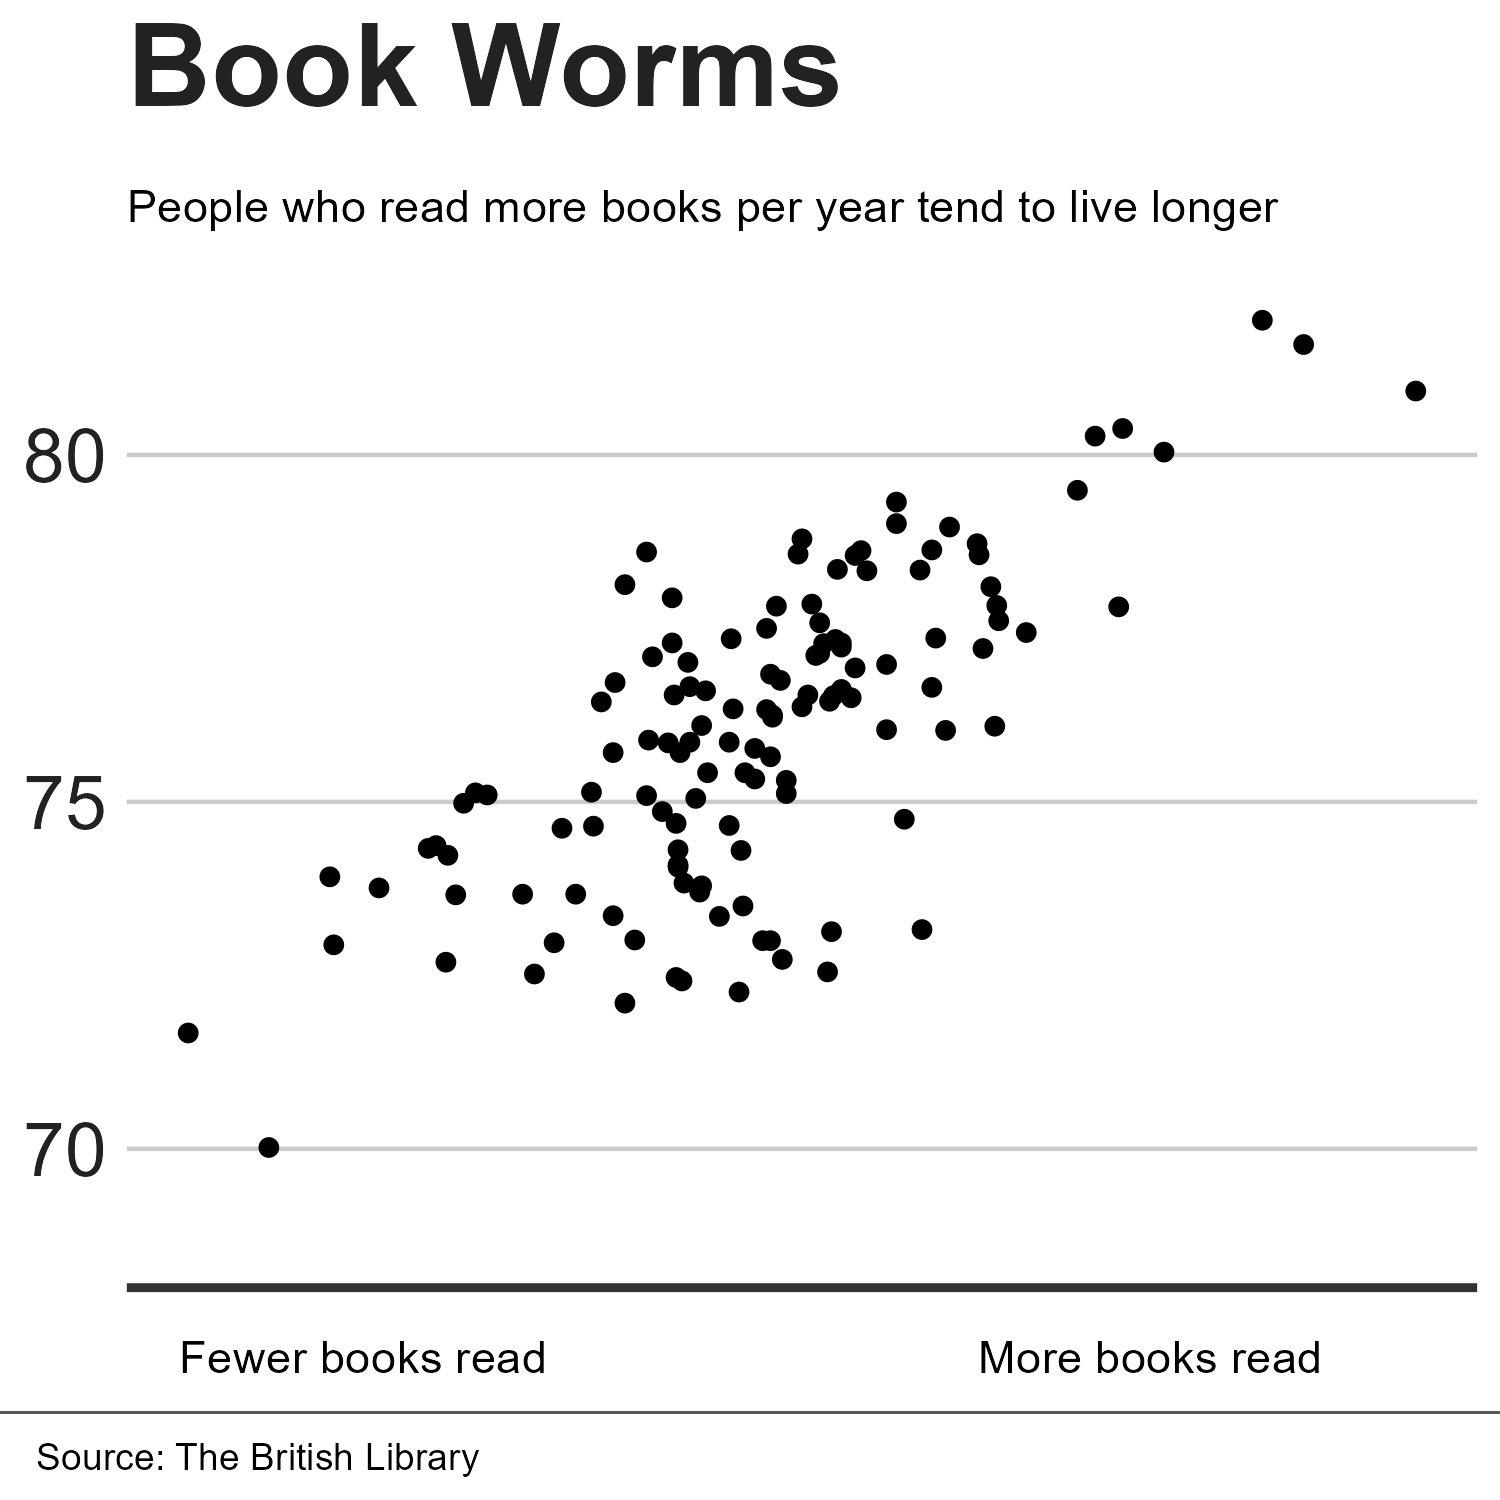 Book Worms
People who read more books per year tend to live longer
80
75
70
Fewer books read
More books read
Source: The British Library